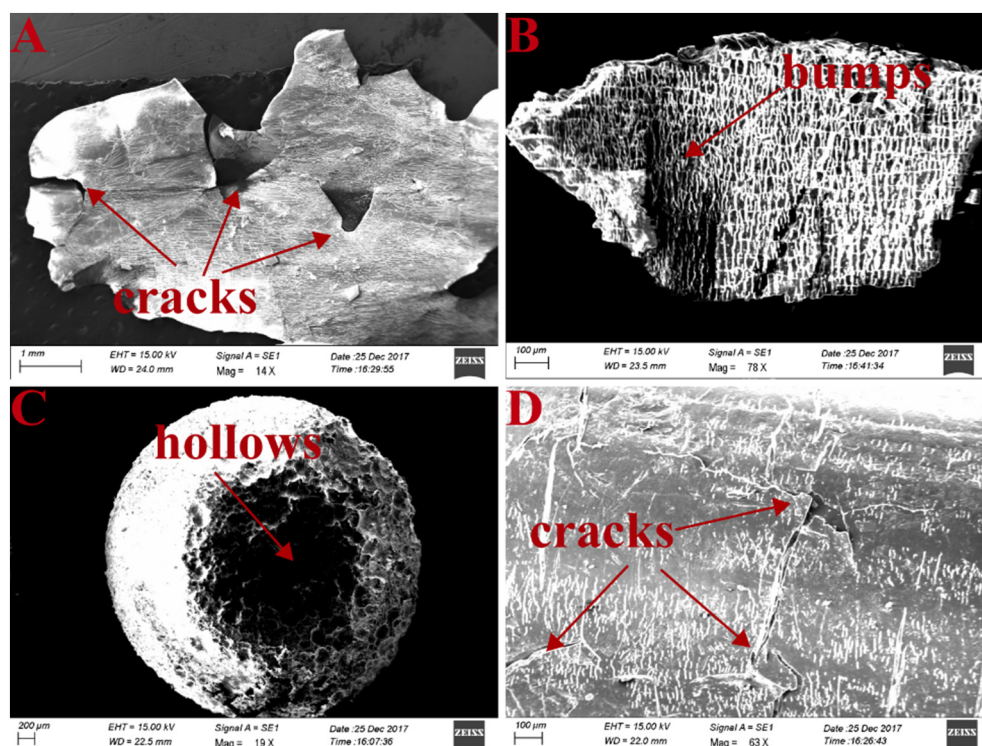 A
cracks
1 mm
EHT = 15.00 kV
WD = 24.0 mm
Signal A = SE1
Mag = 14 X
Date :25 Dec 2017
Time :16:29:55
ZEISS
B
bumps
100 µm
EHT = 15.00 kV
WD = 23.5 mm
Signal A = SE1
Mag = 78 X
Date :25 Dec 2017
Time :16:41:34
ZEISS
C
hollows
200 µm
EHT = 15.00 kV
WD = 22.5 mm
Signal A = SE1
Mag = 19 X
Date :25 Dec 2017
Time :16:07:36
ZEISS
D
cracks
100 µm
EHT = 15.00 kV
WD = 22.0 mm
Signal A = SE1
Mag = 63 X
Date :25 Dec 2017
Time :16:26:43
ZEISS